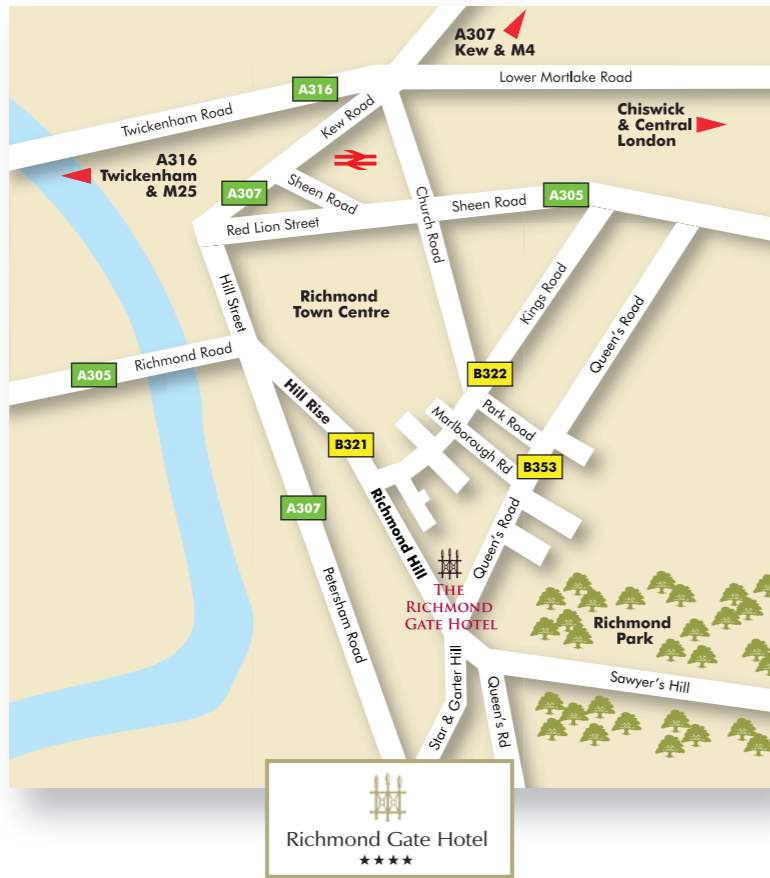 A307
Kew & M4
Lower Mortlake Road
A316
Twickenham Road
Kew Road
Chiswick
& Central
London
A316
Twickenham
& M25
A307
Sheen Road
Red Lion Street
Church Road
Sheen Road
A305
Hill Street
Richmond
Town Centre
Kings Road
Queen's Road
Richmond Road
A305
B322
Hill Rise
Park Road
Marlborough Rd
B321
B353
A307
Richmond Hill
Queen's Road
Petersham Road
THE
RICHMOND
GATE HOTEL
Richmond
Park
Star & Garter Hill
Queen's Rd
Sawyer's Hill
Richmond Gate Hotel
★★★★